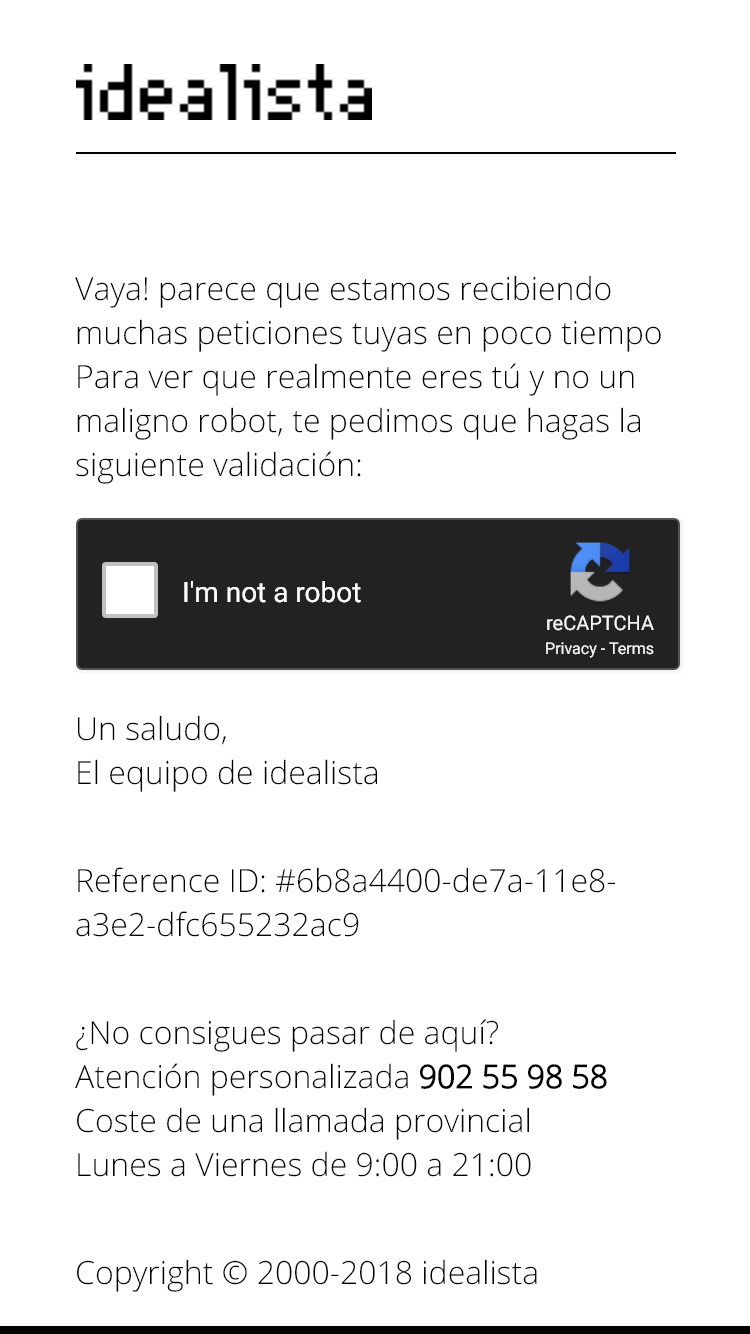 idealista
Vaya! parece que estamos recibiendo
muchas peticiones tuyas en poco tiempo
Para ver que realmente eres tú y no un
maligno robot, te pedimos que hagas la
siguiente validación:
I'm not a robot
reCAPTCHA
Privacy - Terms
Un saludo,
El equipo de idealista
Reference ID: #6b8a4400-de7a-11e8-
a3e2-dfc655232ac9
¿No consigues pasar de aquí?
Atención personalizada 902 55 98 58
Coste de una llamada provincial
Lunes a Viernes de 9:00 a 21:00
Copyright © 2000-2018 idealista